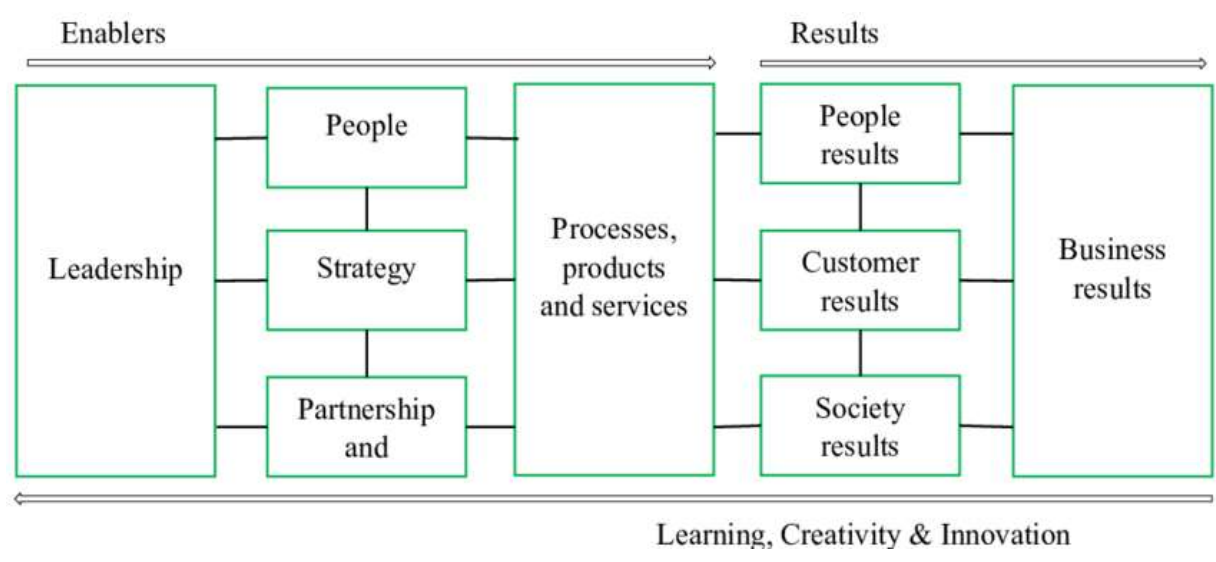 Enablers
Results
Leadership
People
Strategy
Partnership
and
Processes,
products
and services
People
results
Customer
results
Society
results
Business
results
Learning, Creativity & Innovation